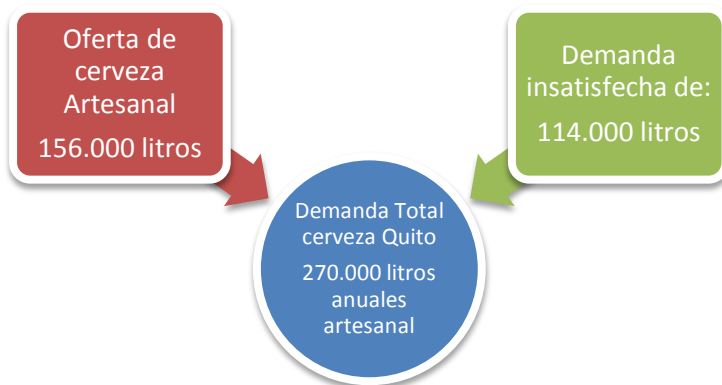 Oferta de
cerveza
Artesanal
156.000 litros
Demanda
insatisfecha de:
114.000 litros
Demanda Total
cerveza Quito
270.000 litros
anuales
artesanal